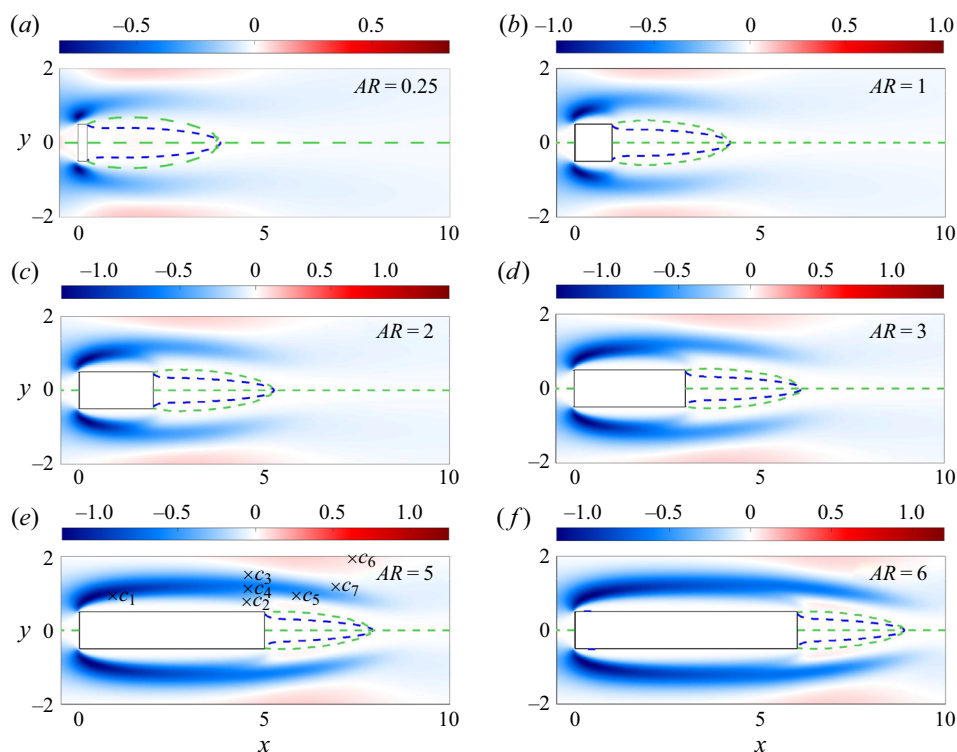 (a) (b)
−0.5 0 0.5 −1.0 −0.5 0 0.5 1.0
2 AR = 0.25 2 AR = 1
y 0 0
−2 −2
0 5 10 0 5 10
(c) (d)
−1.0 −0.5 0 0.5 1.0 −1.0 −0.5 0 0.5 1.0
2 AR = 2 2 AR = 3
y 0 0
−2 −2
0 5 10 0 5 10
(e) (f)
−1.0 −0.5 0 0.5 1.0 −1.0 −0.5 0 0.5 1.0
2 ×c6 AR = 5 2 AR = 6
×c3
×c4 ×c7
×c1 ×c2 ×c5
y 0 0
−2 −2
0 5 10 0 5 10
x x